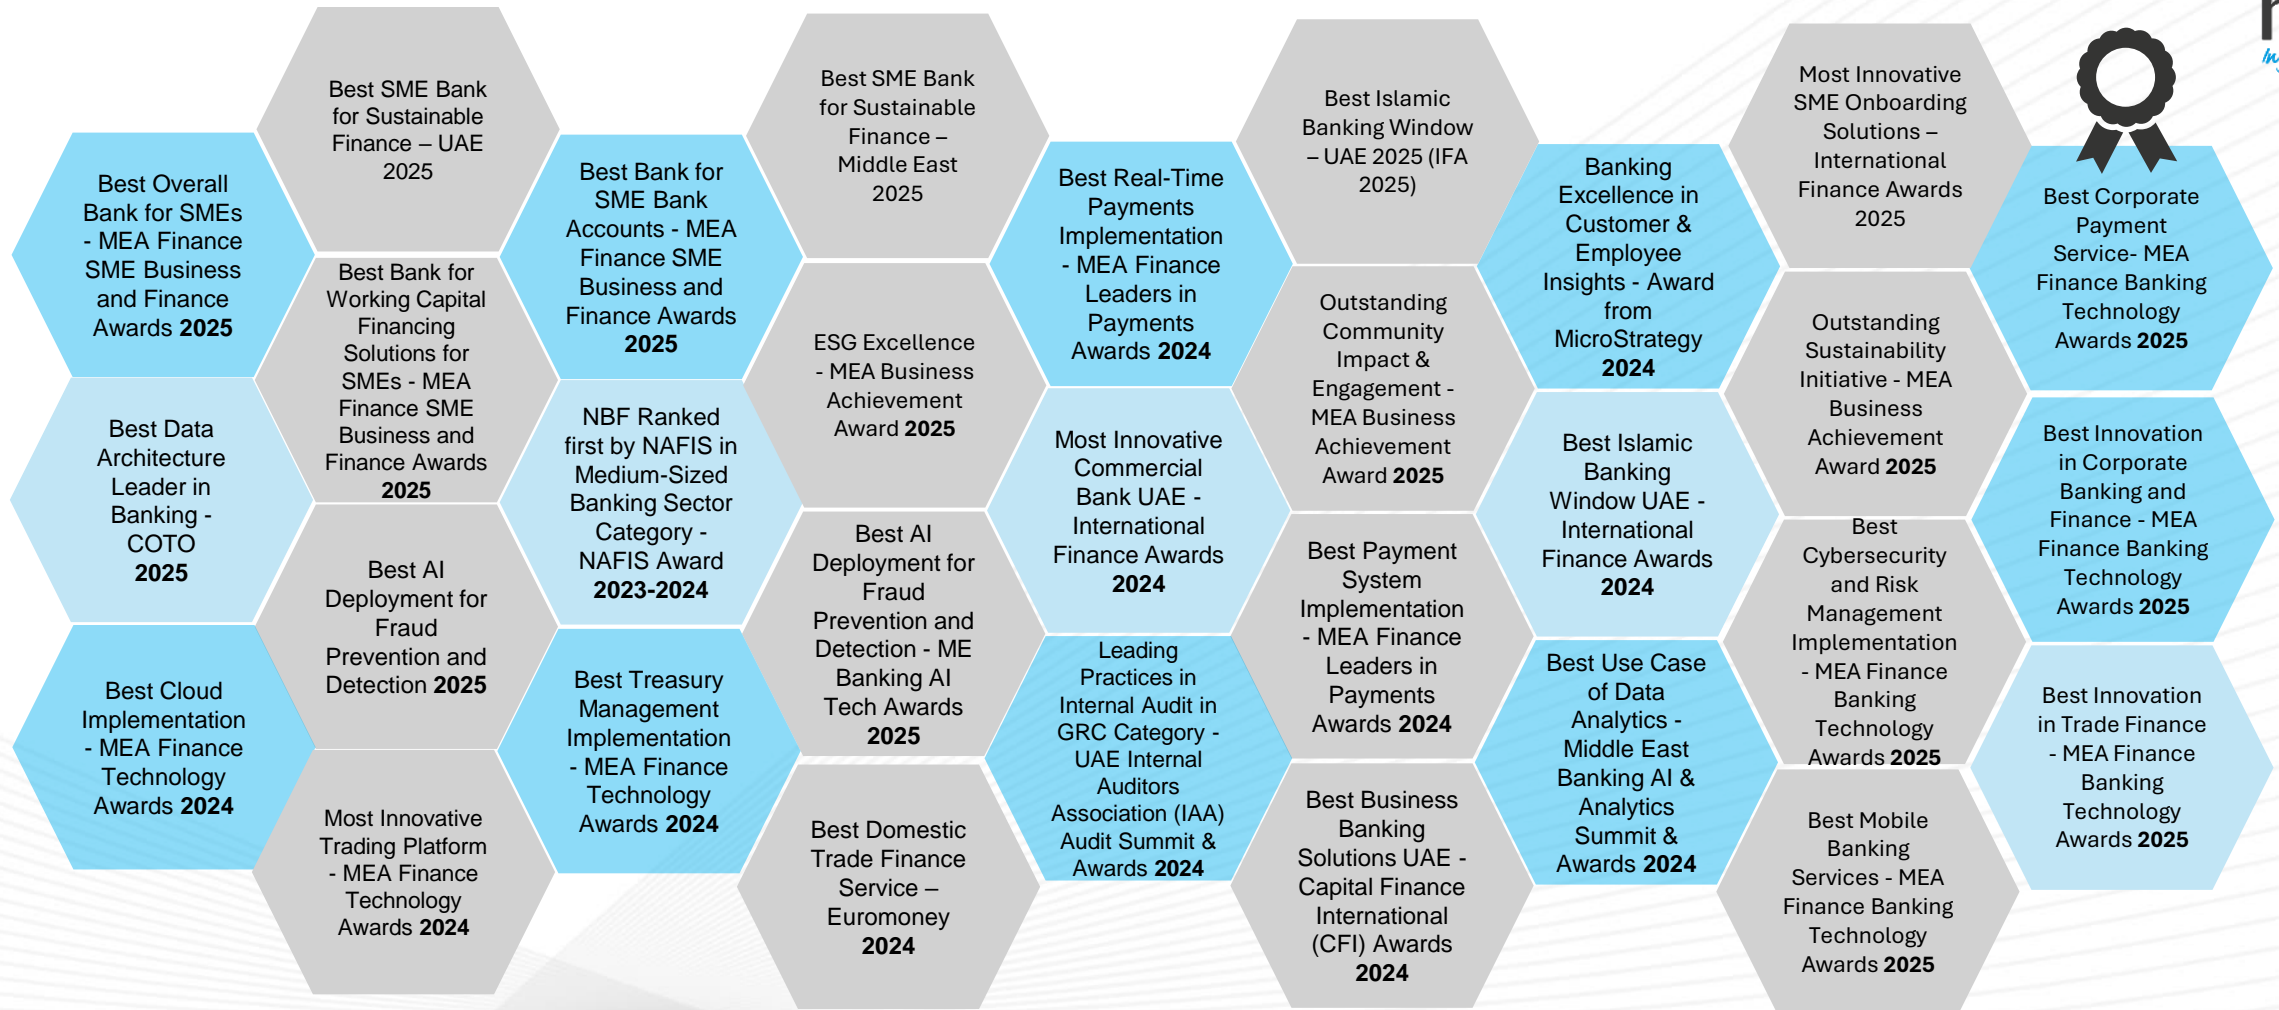 Best Overall
Bank for SMEs
- MEA Finance
SME Business
and Finance
Awards 2025
Best Data
Architecture
Leader in
Banking -
COTO
2025
Best Cloud
Implementation
- MEA Finance
Technology
Awards 2024
Best SME Bank
for Sustainable
Finance – UAE
2025
Best Bank for
Working Capital
Financing
Solutions for
SMEs - MEA
Finance SME
Business and
Finance Awards
2025
Best AI
Deployment for
Fraud
Prevention and
Detection 2025
Most Innovative
Trading Platform
- MEA Finance
Technology
Awards 2024
Best Bank for
SME Bank
Accounts - MEA
Finance SME
Business and
Finance Awards
2025
NBF Ranked
first by NAFIS in
Medium-Sized
Banking Sector
Category -
NAFIS Award
2023-2024
Best Treasury
Management
Implementation
- MEA Finance
Technology
Awards 2024
Best SME Bank
for Sustainable
Finance –
Middle East
2025
ESG Excellence
- MEA Business
Achievement
Award 2025
Best AI
Deployment for
Fraud
Prevention and
Detection - ME
Banking AI
Tech Awards
2025
Best Domestic
Trade Finance
Service –
Euromoney
2024
Best Real-Time
Payments
Implementation
- MEA Finance
Leaders in
Payments
Awards 2024
Most Innovative
Commercial
Bank UAE -
International
Finance Awards
2024
Leading
Practices in
Internal Audit in
GRC Category -
UAE Internal
Auditors
Association (IAA)
Audit Summit &
Awards 2024
Best Islamic
Banking Window
– UAE 2025 (IFA
2025)
Outstanding
Community
Impact &
Engagement -
MEA Business
Achievement
Award 2025
Best Payment
System
Implementation
- MEA Finance
Leaders in
Payments
Awards 2024
Best Business
Banking
Solutions UAE -
Capital Finance
International
(CFI) Awards
2024
Banking
Excellence in
Customer &
Employee
Insights - Award
from
MicroStrategy
2024
Best Islamic
Banking
Window UAE -
International
Finance Awards
2024
Best Use Case
of Data
Analytics -
Middle East
Banking AI &
Analytics
Summit &
Awards 2024
Most Innovative
SME Onboarding
Solutions –
International
Finance Awards
2025
Outstanding
Sustainability
Initiative - MEA
Business
Achievement
Award 2025
Best
Cybersecurity
and Risk
Management
Implementation
- MEA Finance
Banking
Technology
Awards 2025
Best Mobile
Banking
Services - MEA
Finance Banking
Technology
Awards 2025
Best Corporate
Payment
Service- MEA
Finance Banking
Technology
Awards 2025
Best Innovation
in Corporate
Banking and
Finance - MEA
Finance Banking
Technology
Awards 2025
Best Innovation
in Trade Finance
- MEA Finance
Banking
Technology
Awards 2025